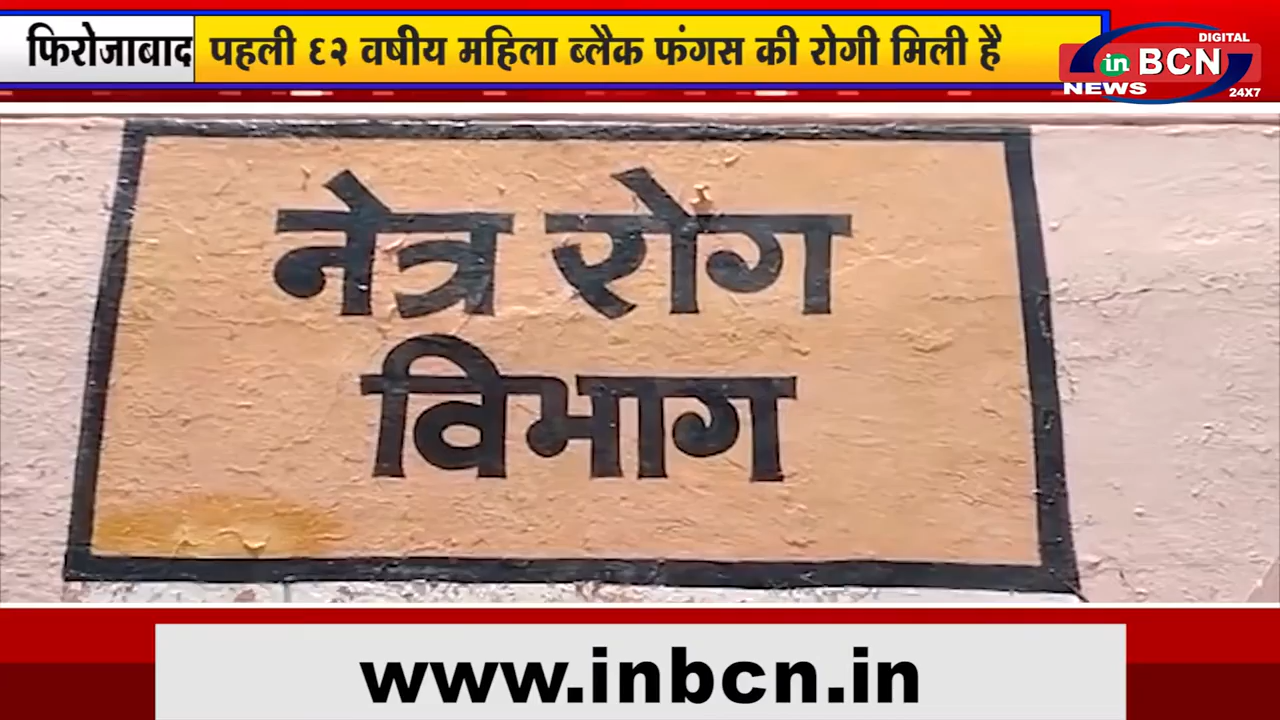 फिरोजाबाद पहली ६२ वर्षीय महिला ब्लैक फंगस की रोगी मिली है
DIGITAL
in BCN
NEWS 24X7
नेत्र रोग
विभाग
www.inbcn.in